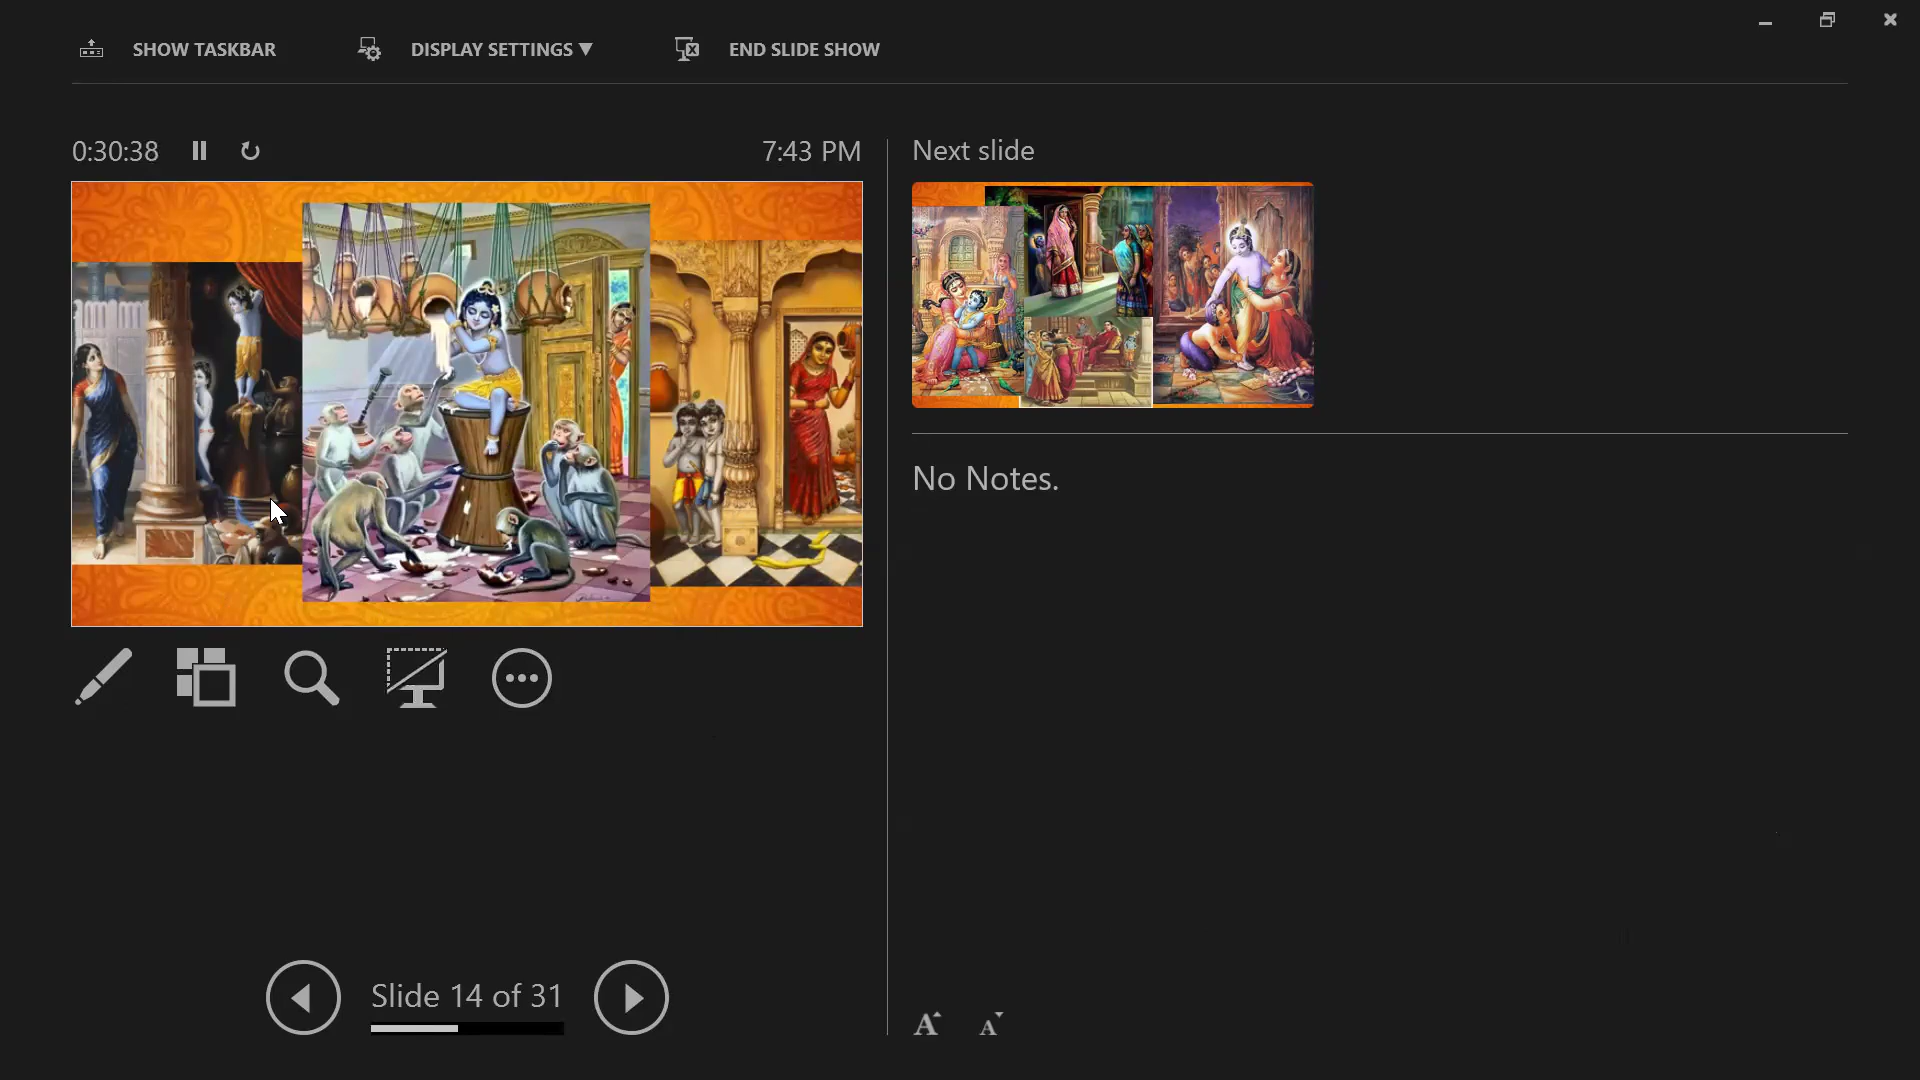 SHOW TASKBAR
DISPLAY SETTINGS ▼
END SLIDE SHOW
0:30:38
7:43 PM
Next slide
No Notes.
Slide 14 of 31
A A